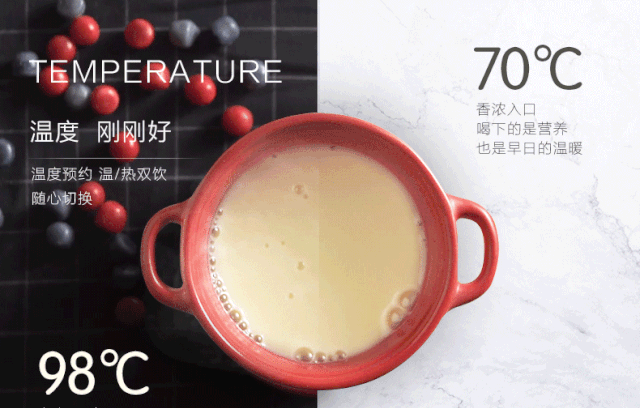 TEMPERATURE
温度 刚刚好
温度预约 温/热双饮
随心切换
98℃
70℃
香浓入口
喝下的是营养
也是早日的温暖